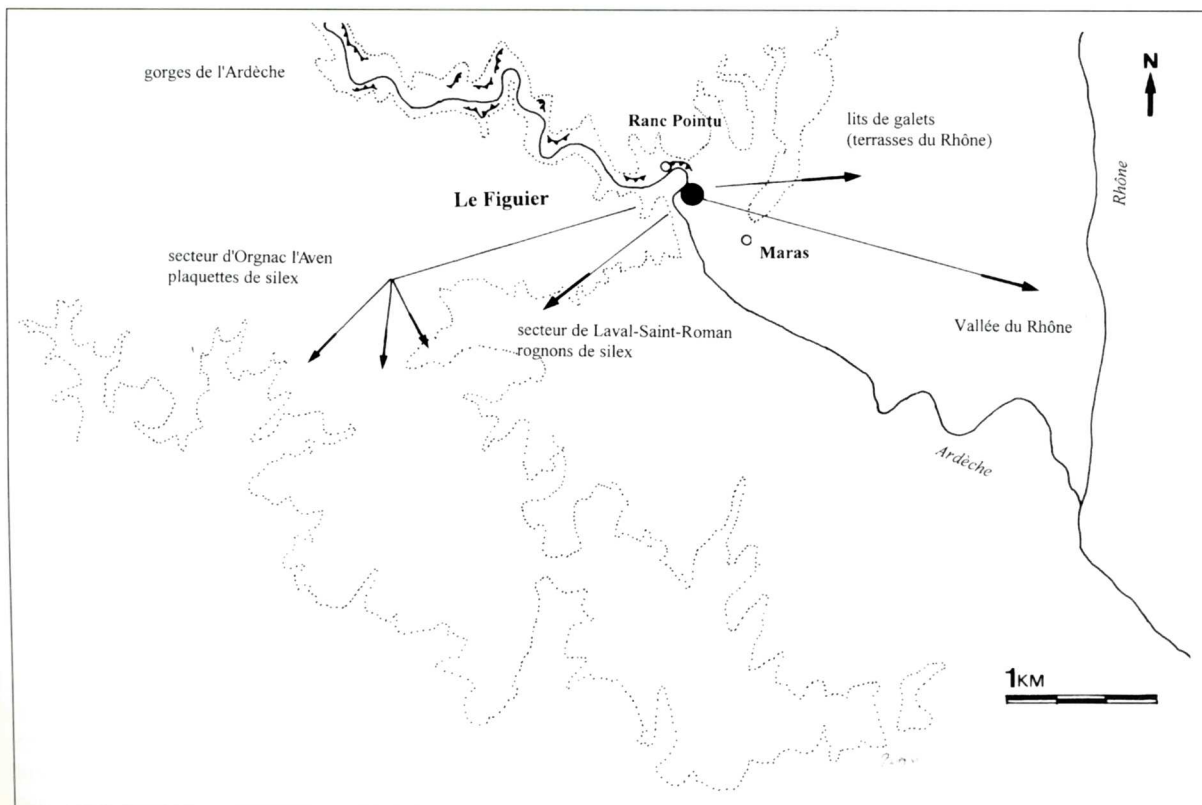 gorges de l'Ardèche
N
Ranc Pointu
lits de galets
(terrasses du Rhône)
Rhône
Le Figuier
secteur d'Orgnac l'Aven
plaquettes de silex
Maras
secteur de Laval-Saint-Roman
rognons de silex
Vallée du Rhône
Ardèche
1KM